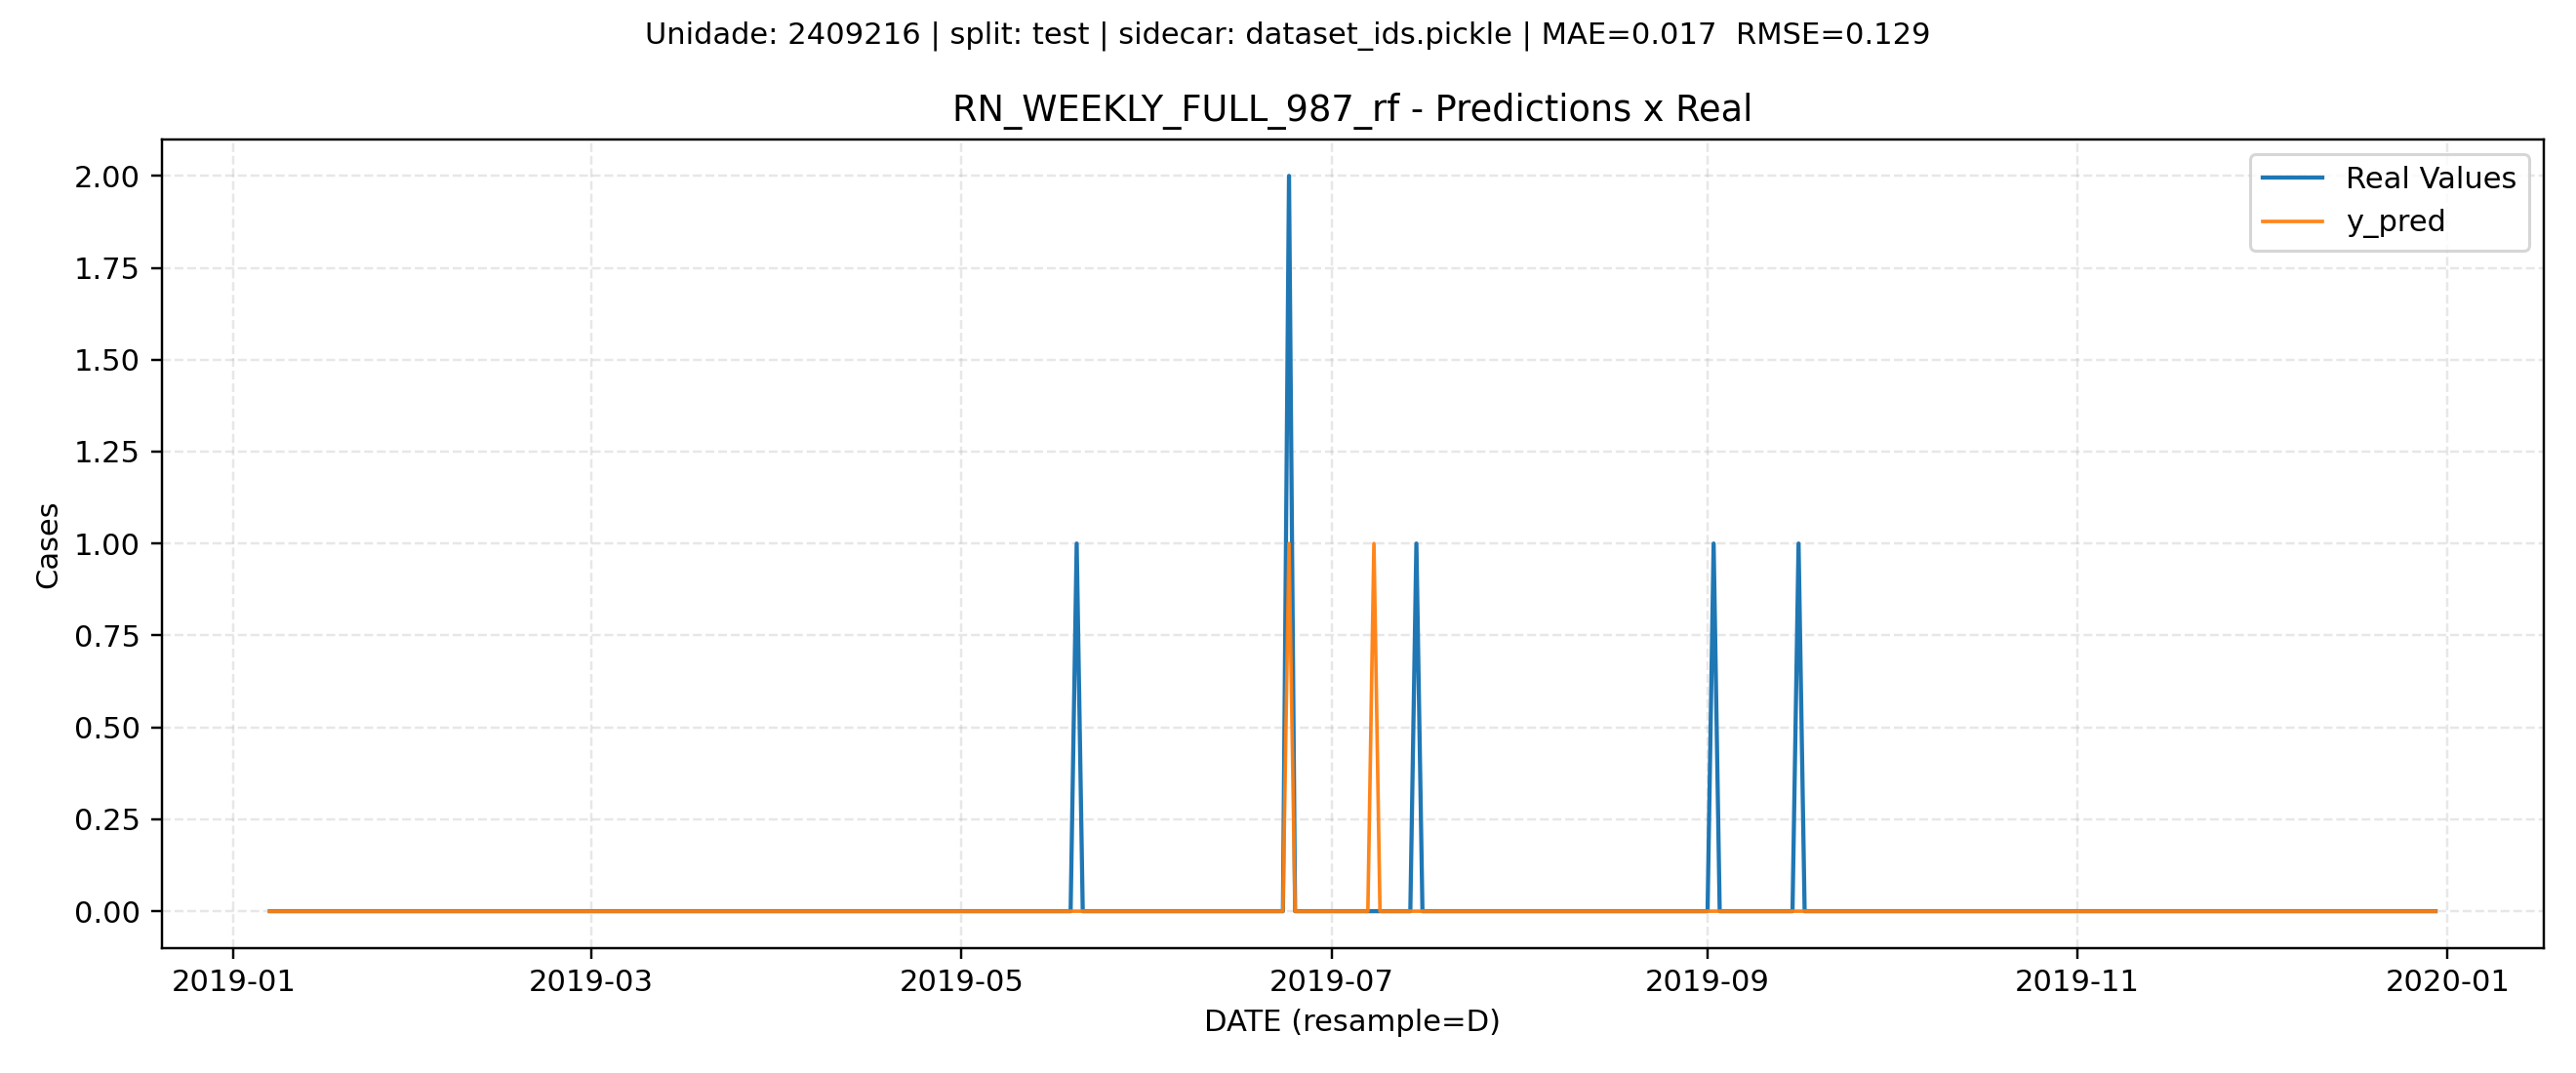 Unidade: 2409216 | split: test | sidecar: dataset_ids.pickle | MAE=0.017  RMSE=0.129
RN_WEEKLY_FULL_987_rf - Predictions x Real
Real Values
y_pred
2.00
1.75
1.50
1.25
1.00
0.75
0.50
0.25
0.00
Cases
2019-01
2019-03
2019-05
2019-07
2019-09
2019-11
2020-01
DATE (resample=D)